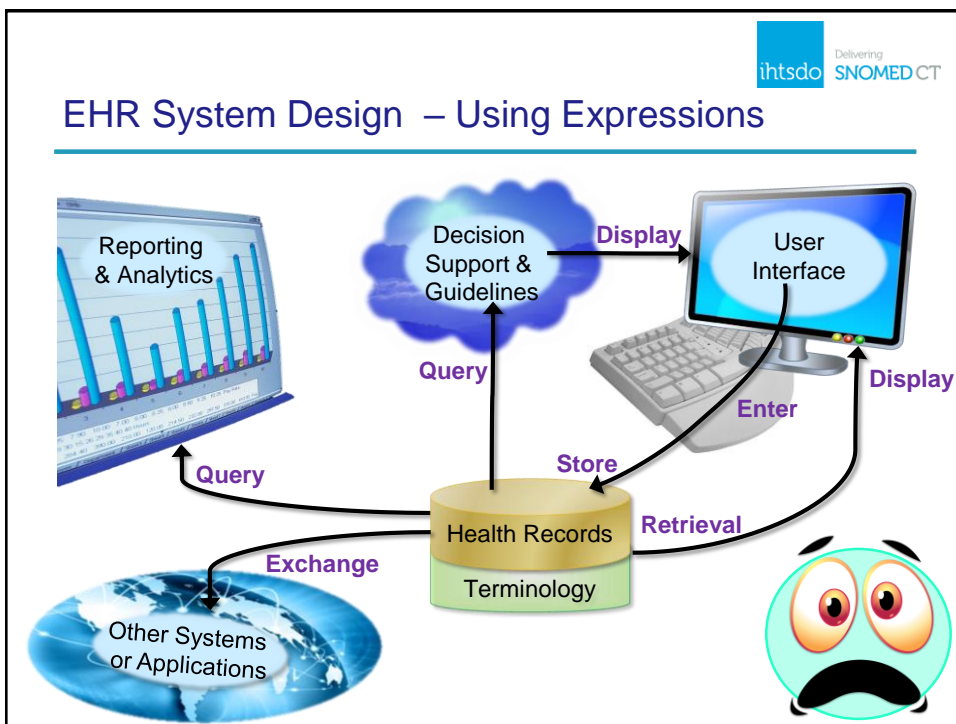 ihtsdo
Delivering
SNOMED CT
EHR System Design – Using Expressions
Reporting
& Analytics
Decision
Support &
Guidelines
Display
User
Interface
Query
Display
Enter
Store
Query
Health Records
Retrieval
Exchange
Terminology
Other Systems
or Applications